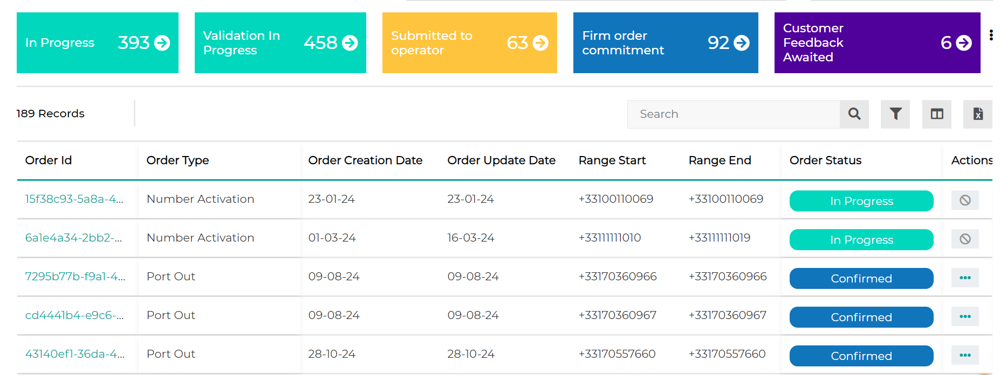 In Progress 393
Validation In Progress 458
Submitted to operator 63
Firm order commitment 92
Customer Feedback Awaited 6
189 Records
Search
Order Id Order Type Order Creation Date Order Update Date Range Start Range End Order Status Actions
15f38c93-5a8a-4... Number Activation 23-01-24 23-01-24 +33100110069 +33100110069 In Progress
6a1e4a34-2bb2-... Number Activation 01-03-24 16-03-24 +33111111010 +33111111019 In Progress
7295b77b-f9a1-4... Port Out 09-08-24 09-08-24 +33170360966 +33170360966 Confirmed
cd4441b4-e9c6-... Port Out 09-08-24 09-08-24 +33170360967 +33170360967 Confirmed
43140ef1-36da-4... Port Out 28-10-24 28-10-24 +33170557660 +33170557660 Confirmed